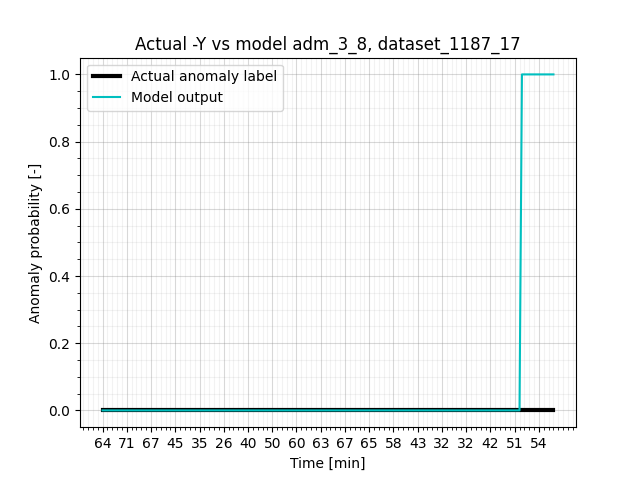 Actual -Y vs model adm_3_8, dataset_1187_17
Actual anomaly label
Model output
Anomaly probability [-]
1.0
0.8
0.6
0.4
0.2
0.0
64 71 67 45 35 26 40 50 60 63 67 65 58 43 32 32 42 51 54
Time [min]